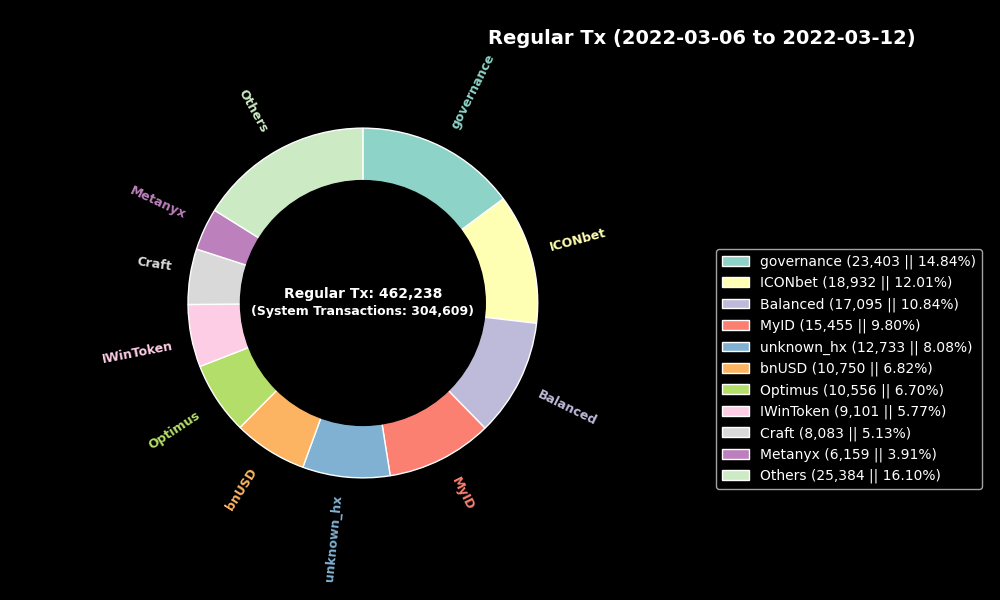 Regular Tx (2022-03-06 to 2022-03-12)
governance
Others
Metanyx
ICONbet
Craft
Regular Tx: 462,238
(System Transactions: 304,609)
IWinToken
Balanced
Optimus
bnUSD
MyID
unknown_hx
governance (23,403 || 14.84%)
ICONbet (18,932 || 12.01%)
Balanced (17,095 || 10.84%)
MyID (15,455 || 9.80%)
unknown_hx (12,733 || 8.08%)
bnUSD (10,750 || 6.82%)
Optimus (10,556 || 6.70%)
IWinToken (9,101 || 5.77%)
Craft (8,083 || 5.13%)
Metanyx (6,159 || 3.91%)
Others (25,384 || 16.10%)